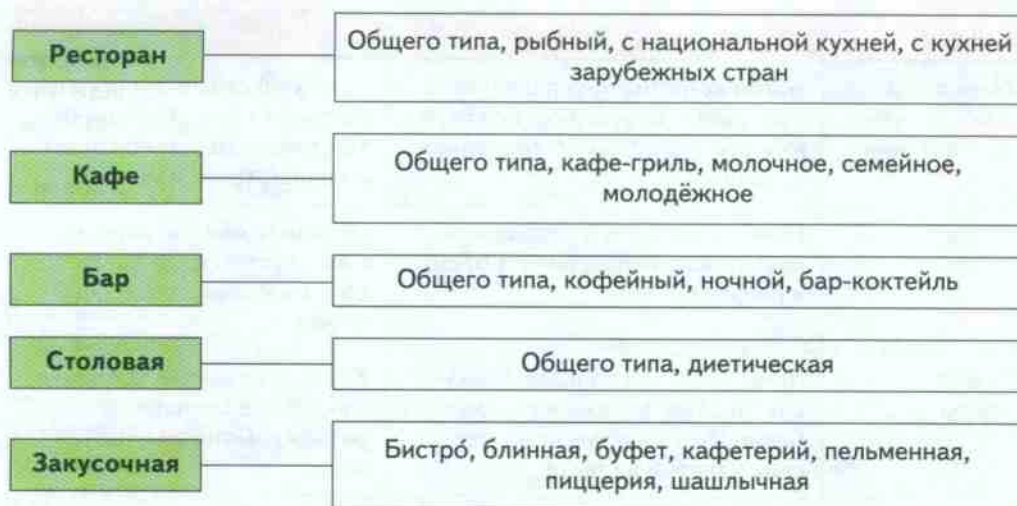 Ресторан
Общего типа, рыбный, с национальной кухней, с кухней
зарубежных стран
Кафе
Общего типа, кафе-гриль, молочное, семейное,
молодёжное
Бар
Общего типа, кофейный, ночной, бар-коктейль
Столовая
Общего типа, диетическая
Закусочная
Бистро́, блинная, буфет, кафетерий, пельменная,
пиццерия, шашлычная